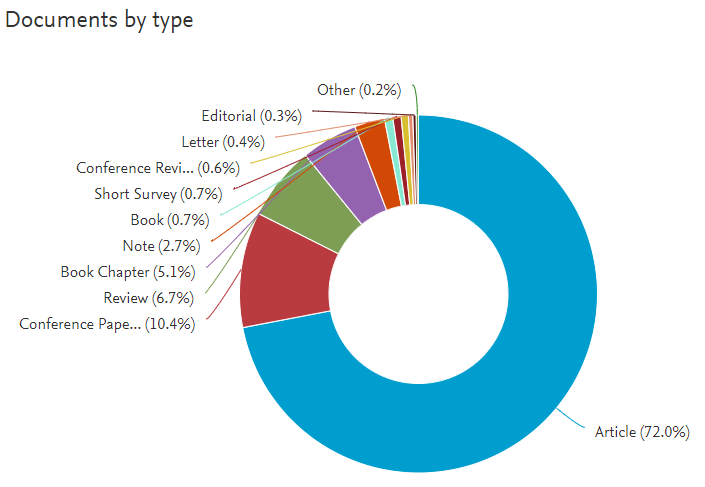 Documents by type
Other (0.2%)
Editorial (0.3%)
Letter (0.4%)
Conference Revi... (0.6%)
Short Survey (0.7%)
Book (0.7%)
Note (2.7%)
Book Chapter (5.1%)
Review (6.7%)
Conference Pape... (10.4%)
Article (72.0%)